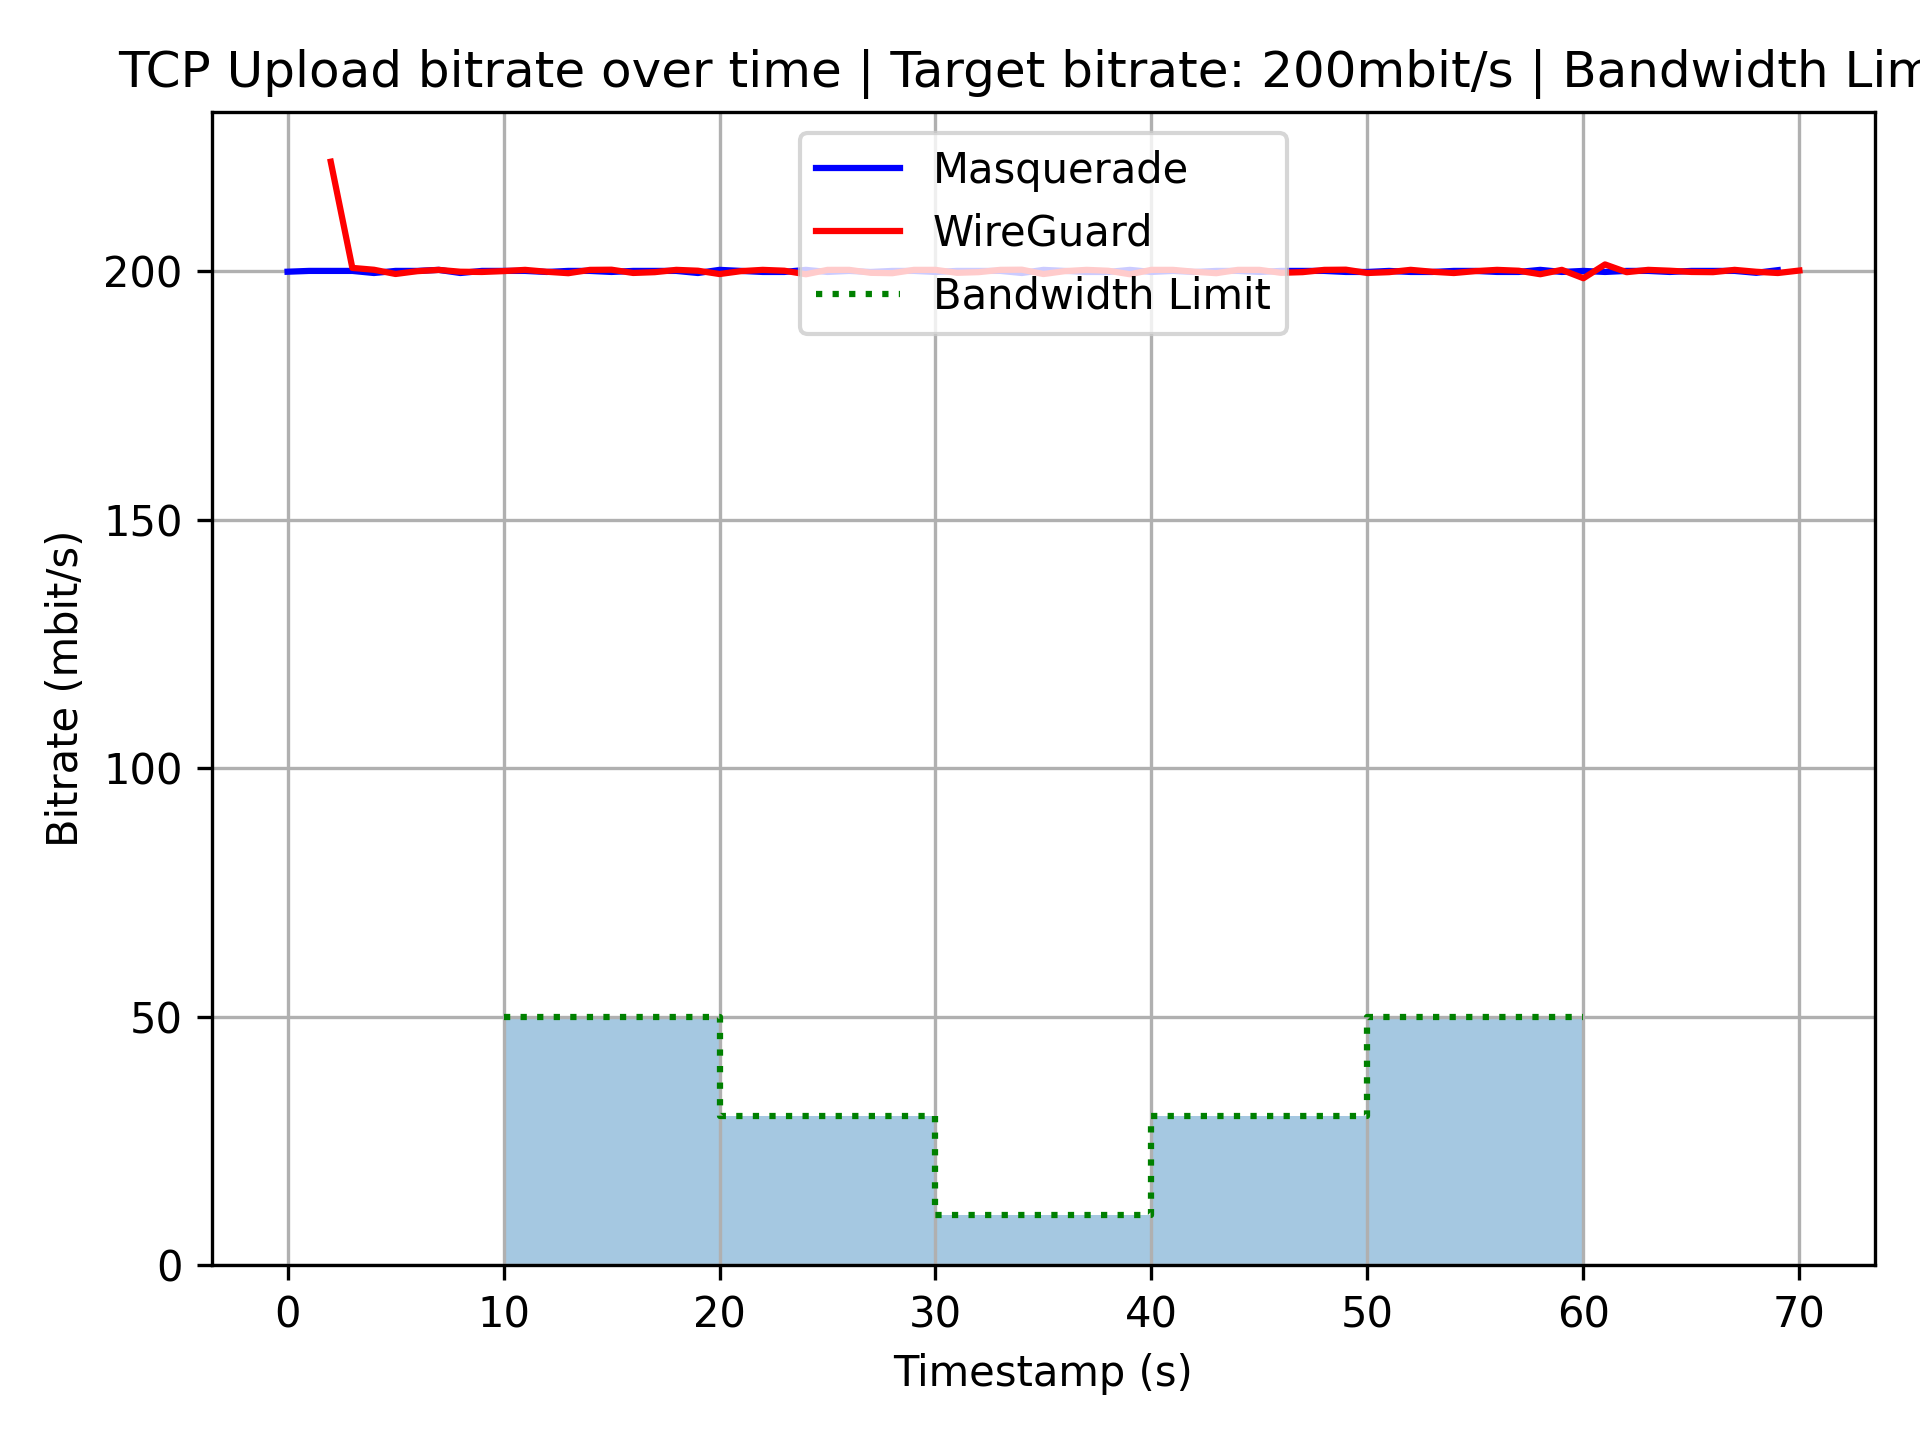 TCP Upload bitrate over time | Target bitrate: 200mbit/s | Bandwidth
Masquerade
WireGuard
Bandwidth Limit
200
150
100
50
0
Bitrate (mbit/s)
0 10 20 30 40 50 60 70
Timestamp (s)